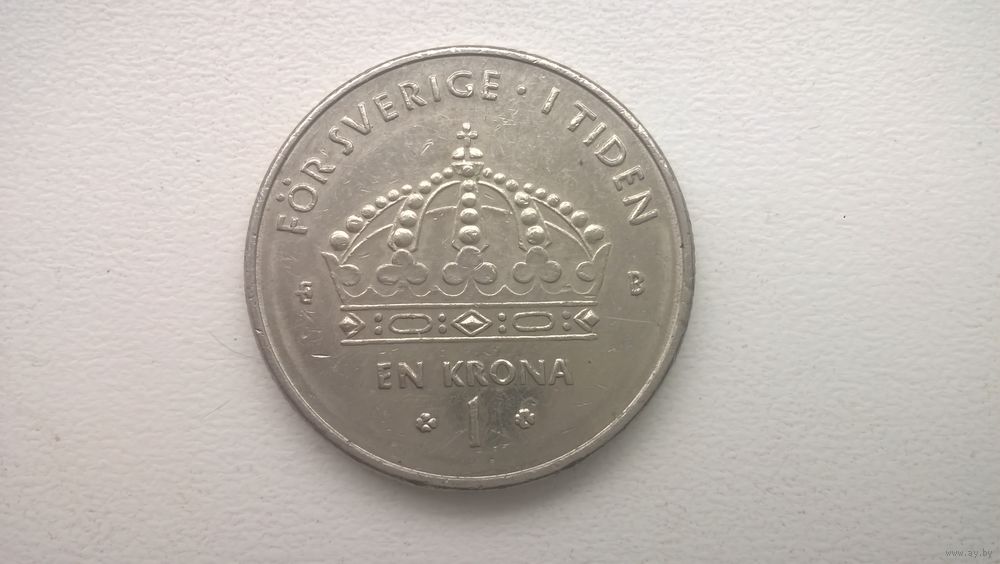 FÖR SVERIGE · I TIDEN
B
EN KRONA
1
www.ay.by